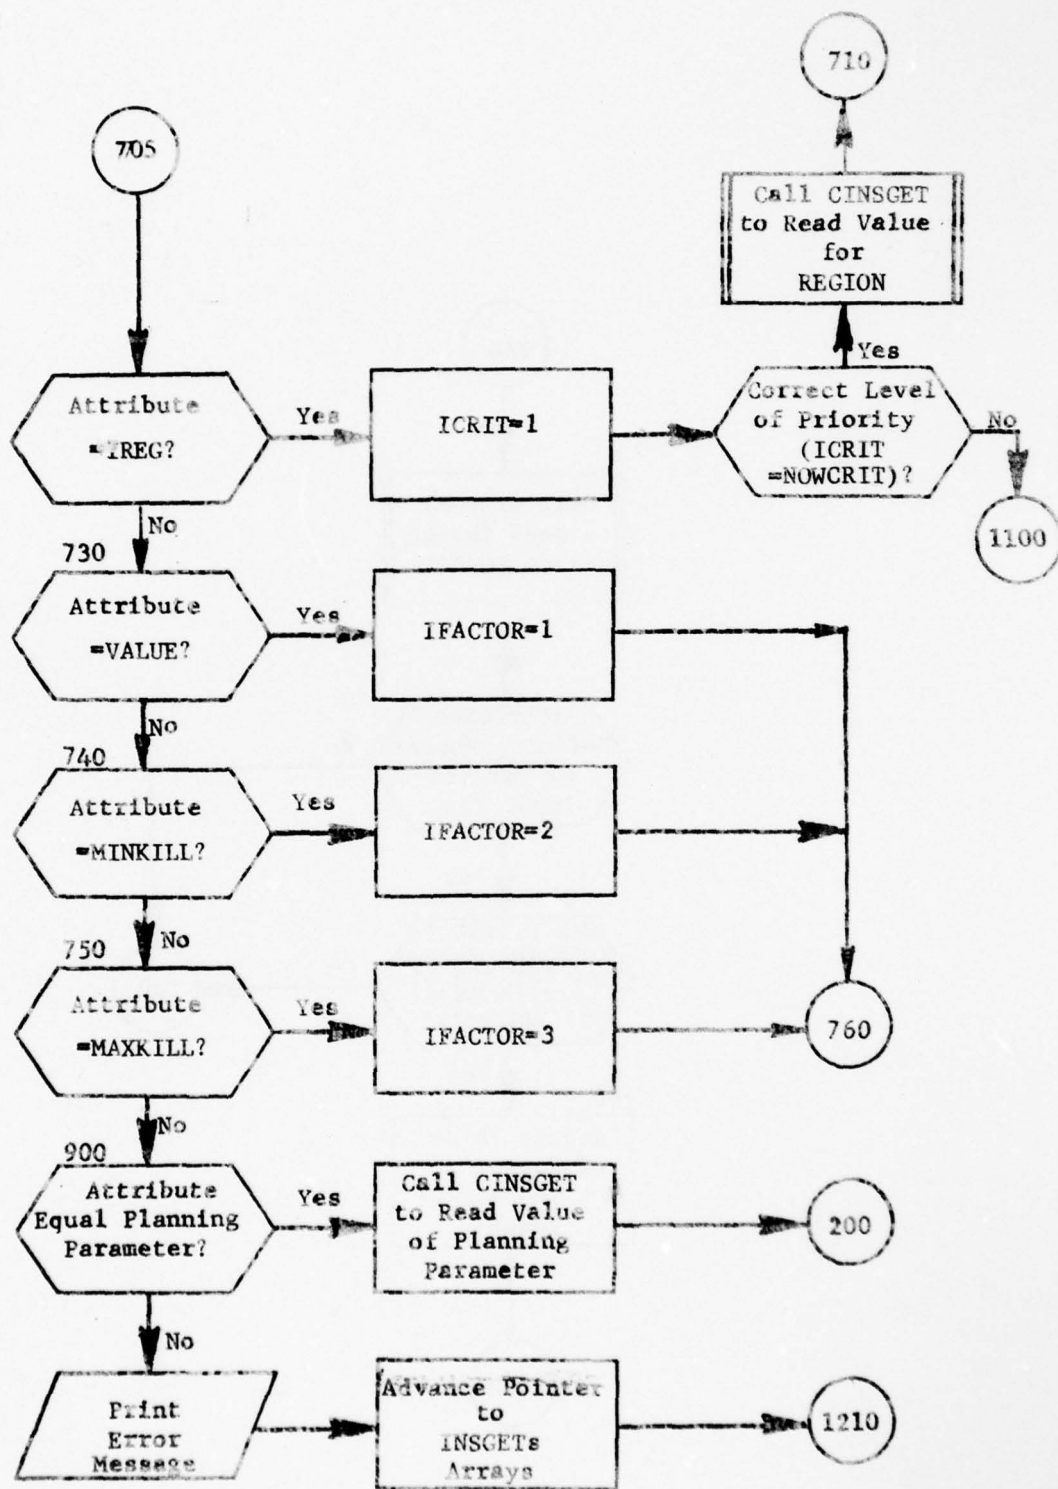 710
705
Call CINSGET
to Read Value
for
REGION
Yes
Attribute
=IREG?
Yes
ICRIT=1
Correct Level
of Priority
(ICRIT
=NOWCRIT)?
No
1100
No
730
Attribute
=VALUE?
Yes
IFACTOR=1
No
740
Attribute
=MINKILL?
Yes
IFACTOR=2
No
750
Attribute
=MAXKILL?
Yes
IFACTOR=3
760
No
900
Attribute
Equal Planning
Parameter?
Yes
Call CINSGET
to Read Value
of Planning
Parameter
200
No
Print
Error
Message
Advance Pointer
to
INSGETs
Arrays
1210